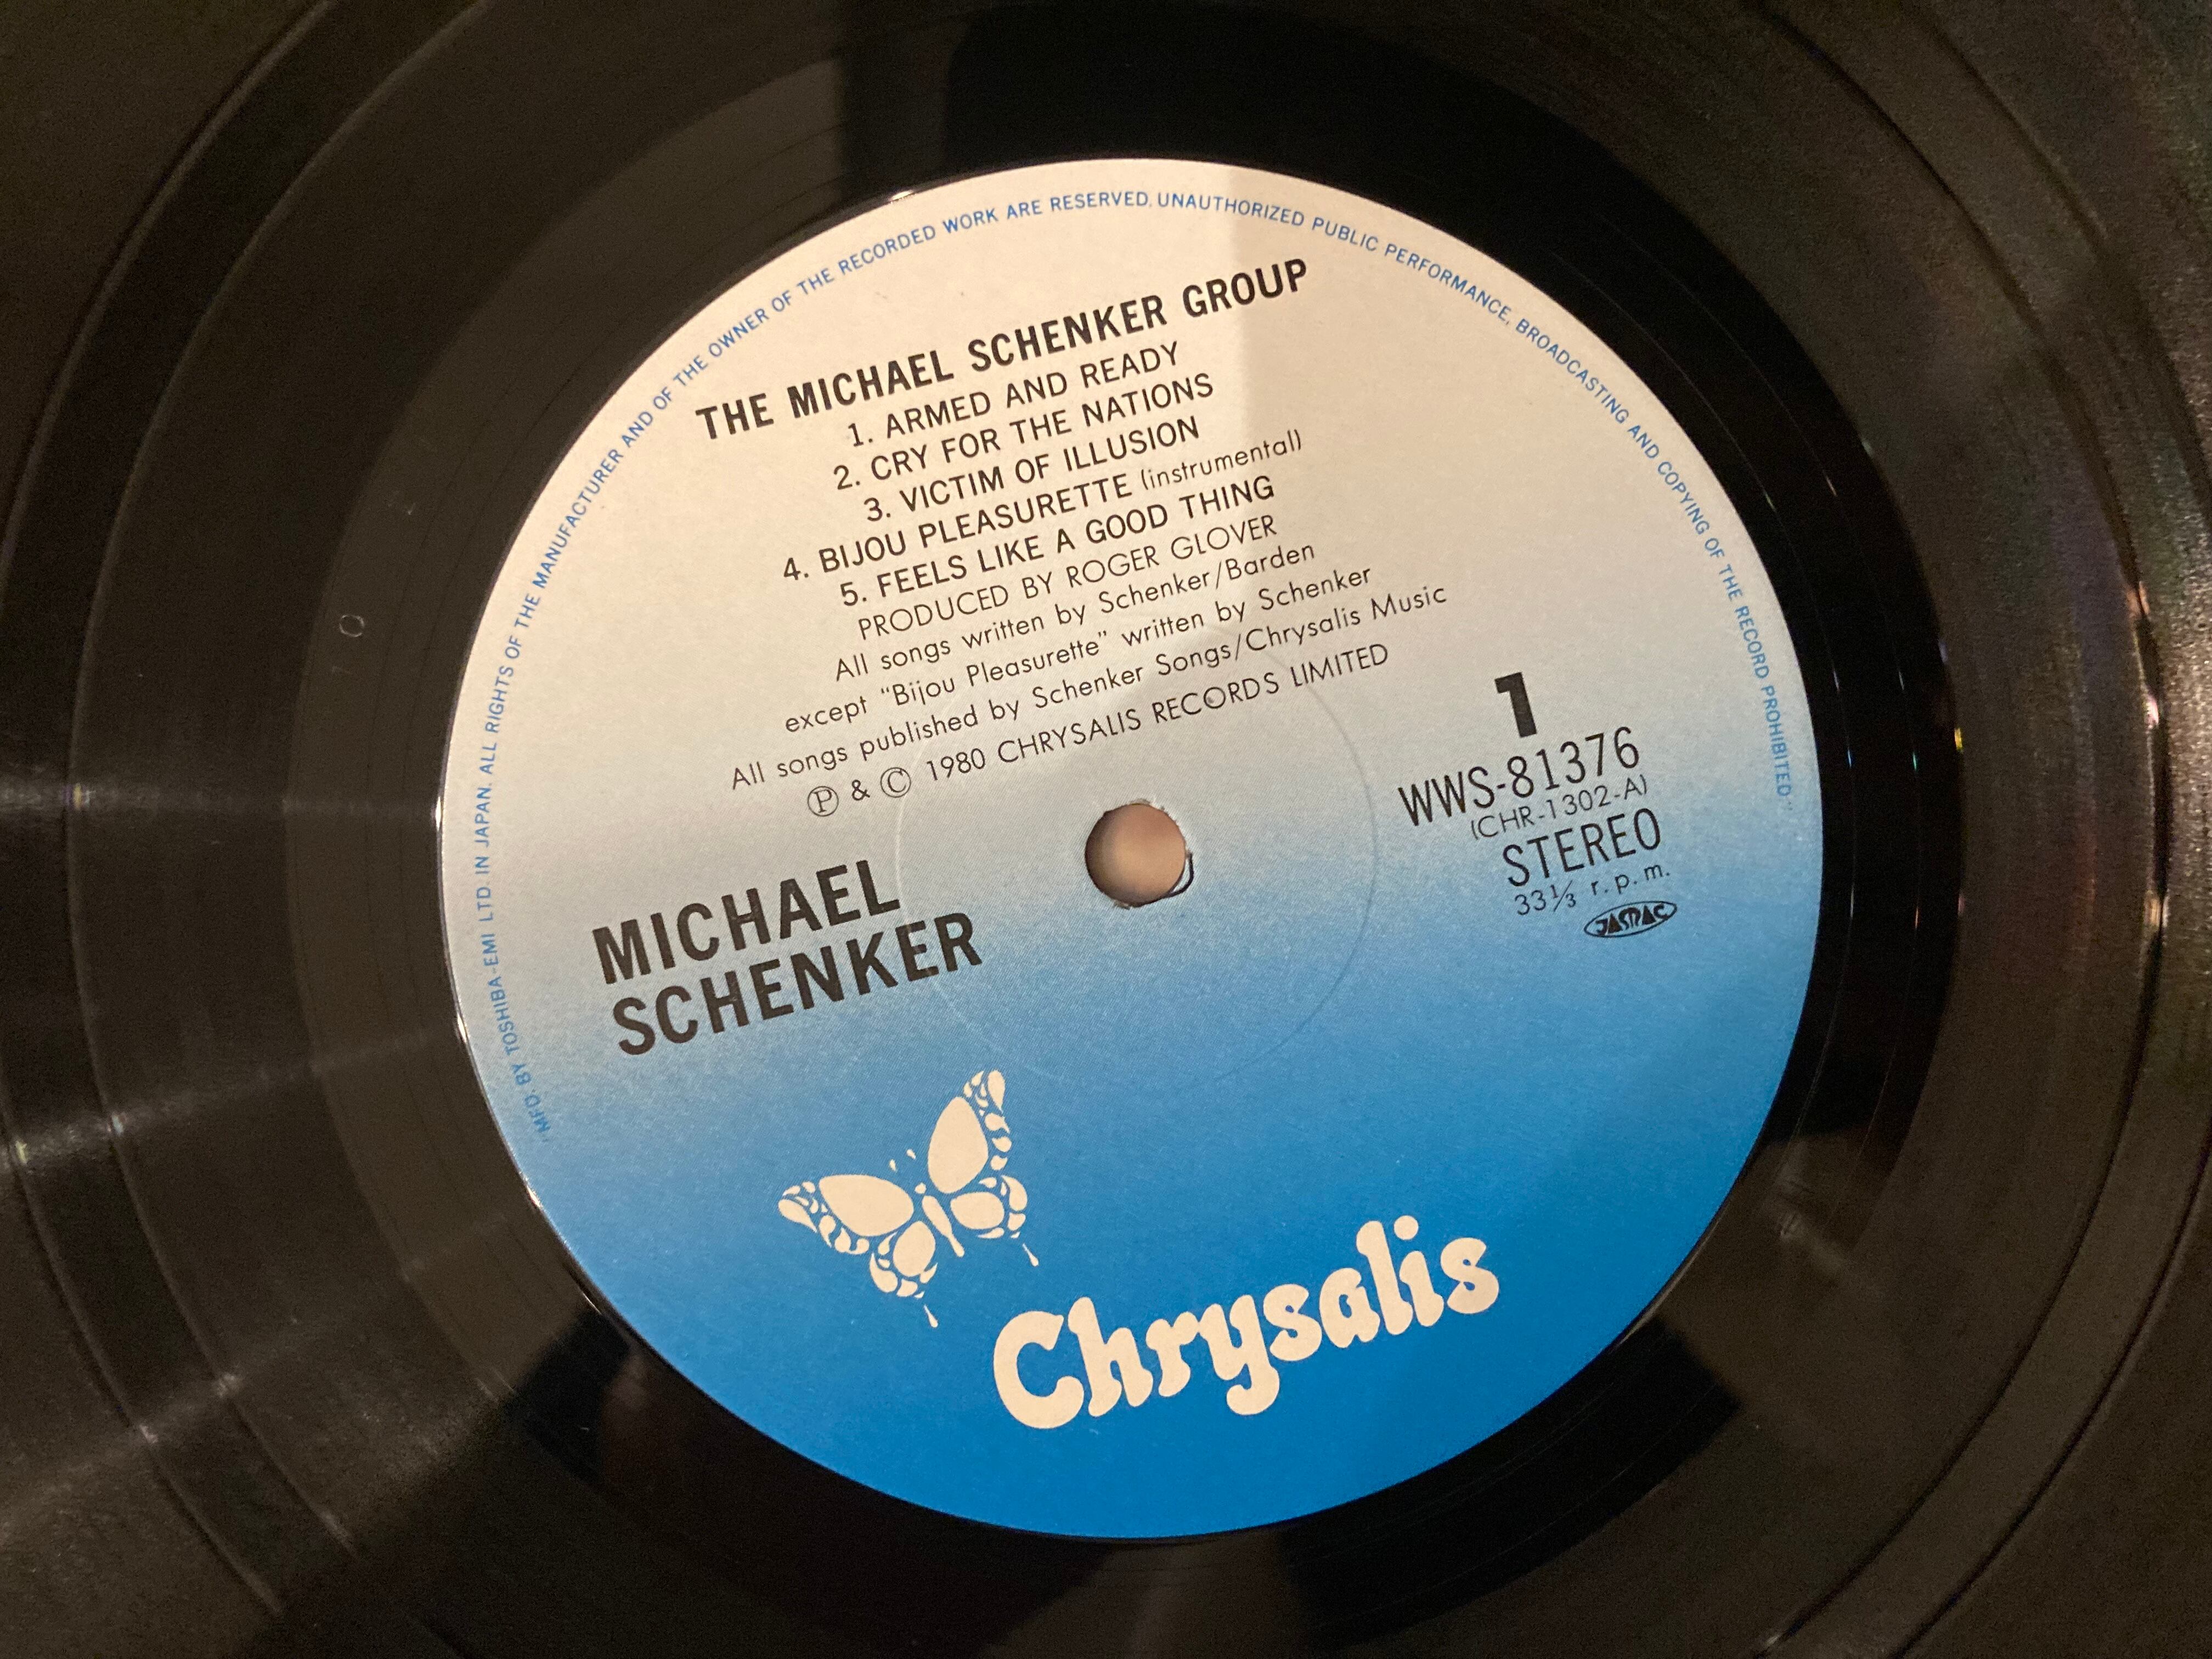 "MFD. BY TOSHIBA-EMI LTD. IN JAPAN. ALL RIGHTS OF THE MANUFACTURER AND OF THE OWNER OF THE RECORDED WORK ARE RESERVED. UNAUTHORIZED PUBLIC PERFORMANCE, BROADCASTING AND COPYING OF THE RECORD PROHIBITED"
THE MICHAEL SCHENKER GROUP
1. ARMED AND READY
2. CRY FOR THE NATIONS
3. VICTIM OF ILLUSION
4. BIJOU PLEASURETTE (instrumental)
5. FEELS LIKE A GOOD THING
PRODUCED BY ROGER GLOVER
All songs written by Schenker/Barden
except "Bijou Pleasurette" written by Schenker
All songs published by Schenker Songs/Chrysalis Music
Ⓟ & Ⓒ 1980 CHRYSALIS RECORDS LIMITED
1
WWS-81376
(CHR-1302-A)
STEREO
33⅓ r.p.m.
JASRAC
MICHAEL
SCHENKER
Chrysalis